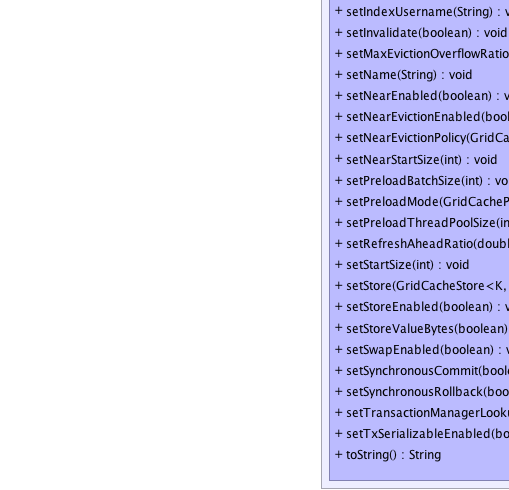 + setIndexUsername(String) : v
+ setInvalidate(boolean) : void
+ setMaxEvictionOverflowRatio
+ setName(String) : void
+ setNearEnabled(boolean) : v
+ setNearEvictionEnabled(bool
+ setNearEvictionPolicy(GridCa
+ setNearStartSize(int) : void
+ setPreloadBatchSize(int) : vo
+ setPreloadMode(GridCacheP
+ setPreloadThreadPoolSize(in
+ setRefreshAheadRatio(doubl
+ setStartSize(int) : void
+ setStore(GridCacheStore<K,
+ setStoreEnabled(boolean) : v
+ setStoreValueBytes(boolean)
+ setSwapEnabled(boolean) : v
+ setSynchronousCommit(bool
+ setSynchronousRollback(boo
+ setTransactionManagerLooku
+ setTxSerializableEnabled(bo
+ toString() : String